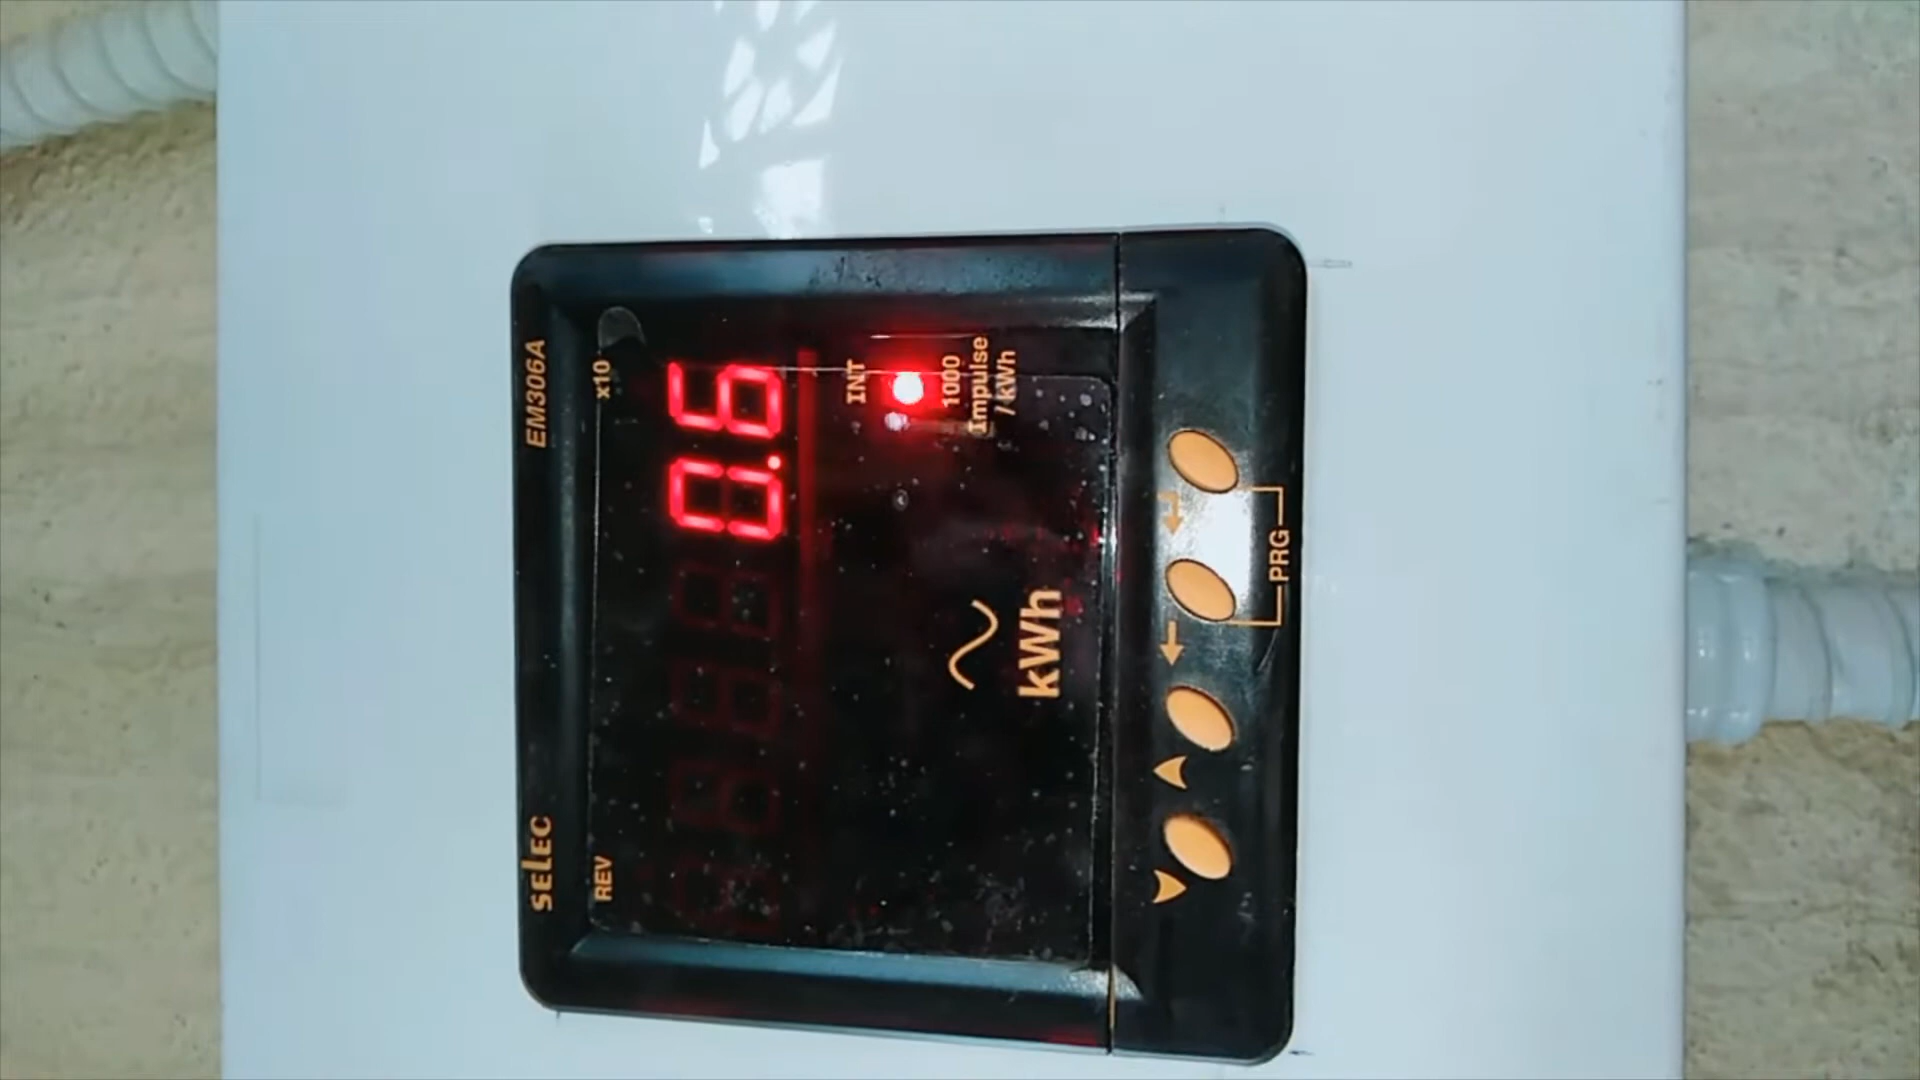 selec EM306A
REV x10
0.6
INT
1000
Impulse
/ kWh
kWh
PRG